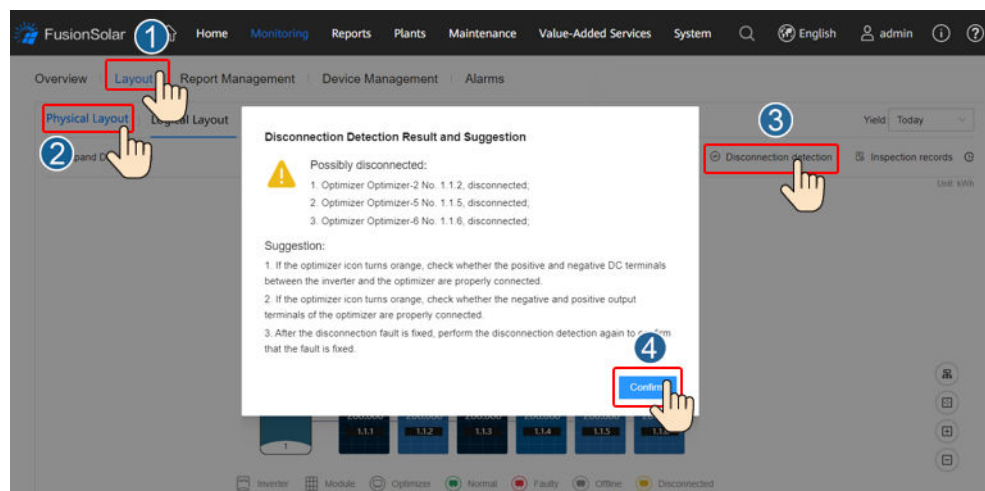 FusionSolar 1 Home Monitoring Reports Plants Maintenance Value-Added Services System English admin
Overview Layout Report Management Device Management Alarms
Physical Layout Logical Layout 3 Yield: Today
2 pand D Disconnection detection Inspection records
Unit: kWh
Disconnection Detection Result and Suggestion
Possibly disconnected:
1. Optimizer Optimizer-2 No. 1.1.2, disconnected;
2. Optimizer Optimizer-5 No. 1.1.5, disconnected;
3. Optimizer Optimizer-6 No. 1.1.6, disconnected;
Suggestion:
1. If the optimizer icon turns orange, check whether the positive and negative DC terminals
between the inverter and the optimizer are properly connected.
2. If the optimizer icon turns orange, check whether the negative and positive output
terminals of the optimizer are properly connected.
3. After the disconnection fault is fixed, perform the disconnection detection again to confirm
that the fault is fixed.
4
Confirm
1.1.1 1.1.2 1.1.3 1.1.4 1.1.5 1.1.6
1
Inverter Module Optimizer Normal Faulty Offline Disconnected